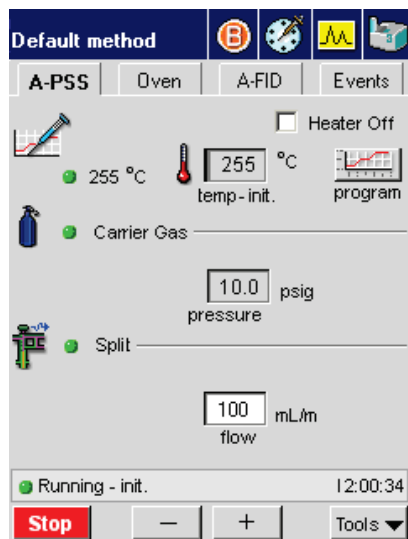 Default method B
A-PSS Oven A-FID Events
Heater Off
255 °C 255 °C
temp-init. program
Carrier Gas
10.0 psig
pressure
Split
100 mL/m
flow
Running - init. 12:00:34
Stop − + Tools